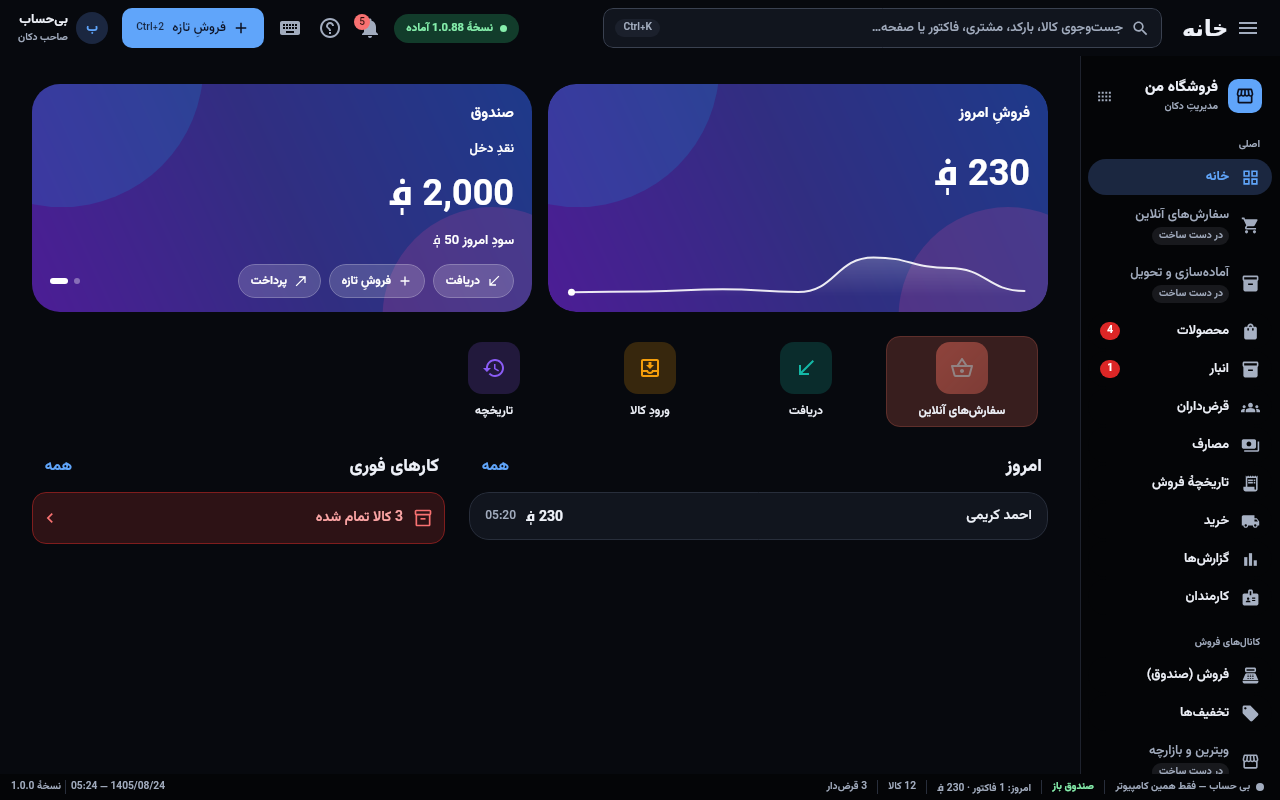 خانه
جست‌وجوی کالا، بارکد، مشتری، فاکتور یا صفحه…
Ctrl+K
نسخهٔ 1.0.88 آماده
5
فروشِ تازه
Ctrl+2
ب
بی‌حساب
صاحب دکان
فروشگاه من
مدیریتِ دکان
اصلی
خانه
سفارش‌های آنلاین
در دست ساخت
آماده‌سازی و تحویل
در دست ساخت
محصولات
4
انبار
1
قرض‌داران
مصارف
تاریخچهٔ فروش
خرید
گزارش‌ها
کارمندان
کانال‌های فروش
فروش (صندوق)
تخفیف‌ها
ویترین و بازارچه
در دست ساخت
فروشِ امروز
230 ؋
صندوق
نقدِ دخل
2,000 ؋
سودِ امروز 50 ؋
دریافت
فروشِ تازه
پرداخت
سفارش‌های آنلاین
دریافت
ورودِ کالا
تاریخچه
امروز
همه
احمد کریمی
230 ؋
05:20
کارهای فوری
همه
3 کالا تمام شده
بی حساب — فقط همین کامپیوتر
صندوق باز
امروز: 1 فاکتور · 230 ؋
12 کالا
3 قرض‌دار
1405/08/24 — 05:24
نسخهٔ 1.0.0